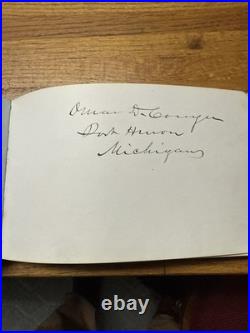 Omar D. Conger
Port Huron
Michigan